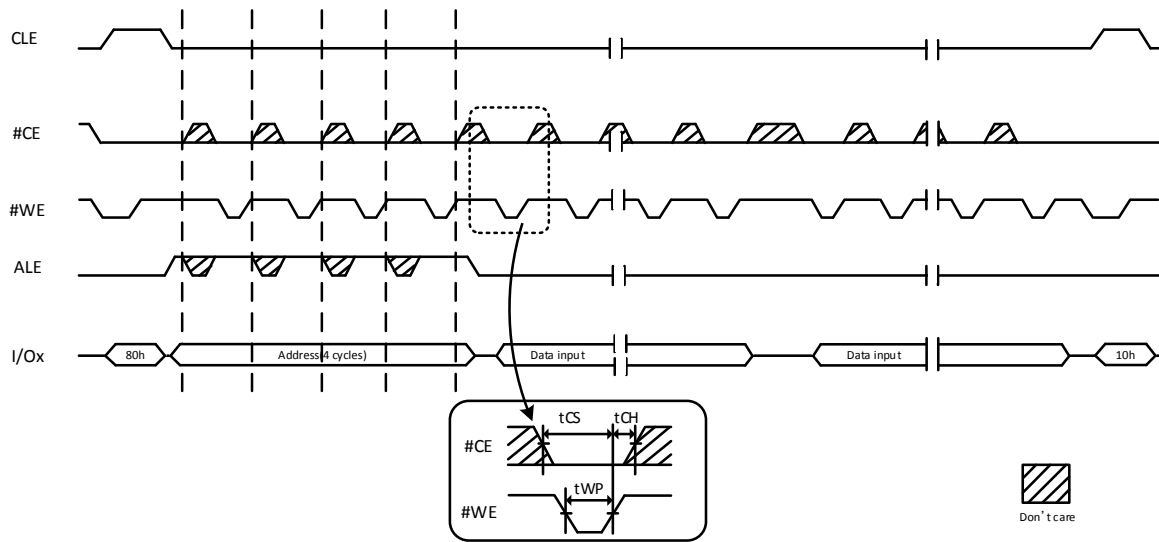 CLE
#CE
#WE
ALE
I/Ox
80h
Address(4 cycles)
Data input
Data input
10h
tCS
tCH
#CE
tWP
#WE
Don't care